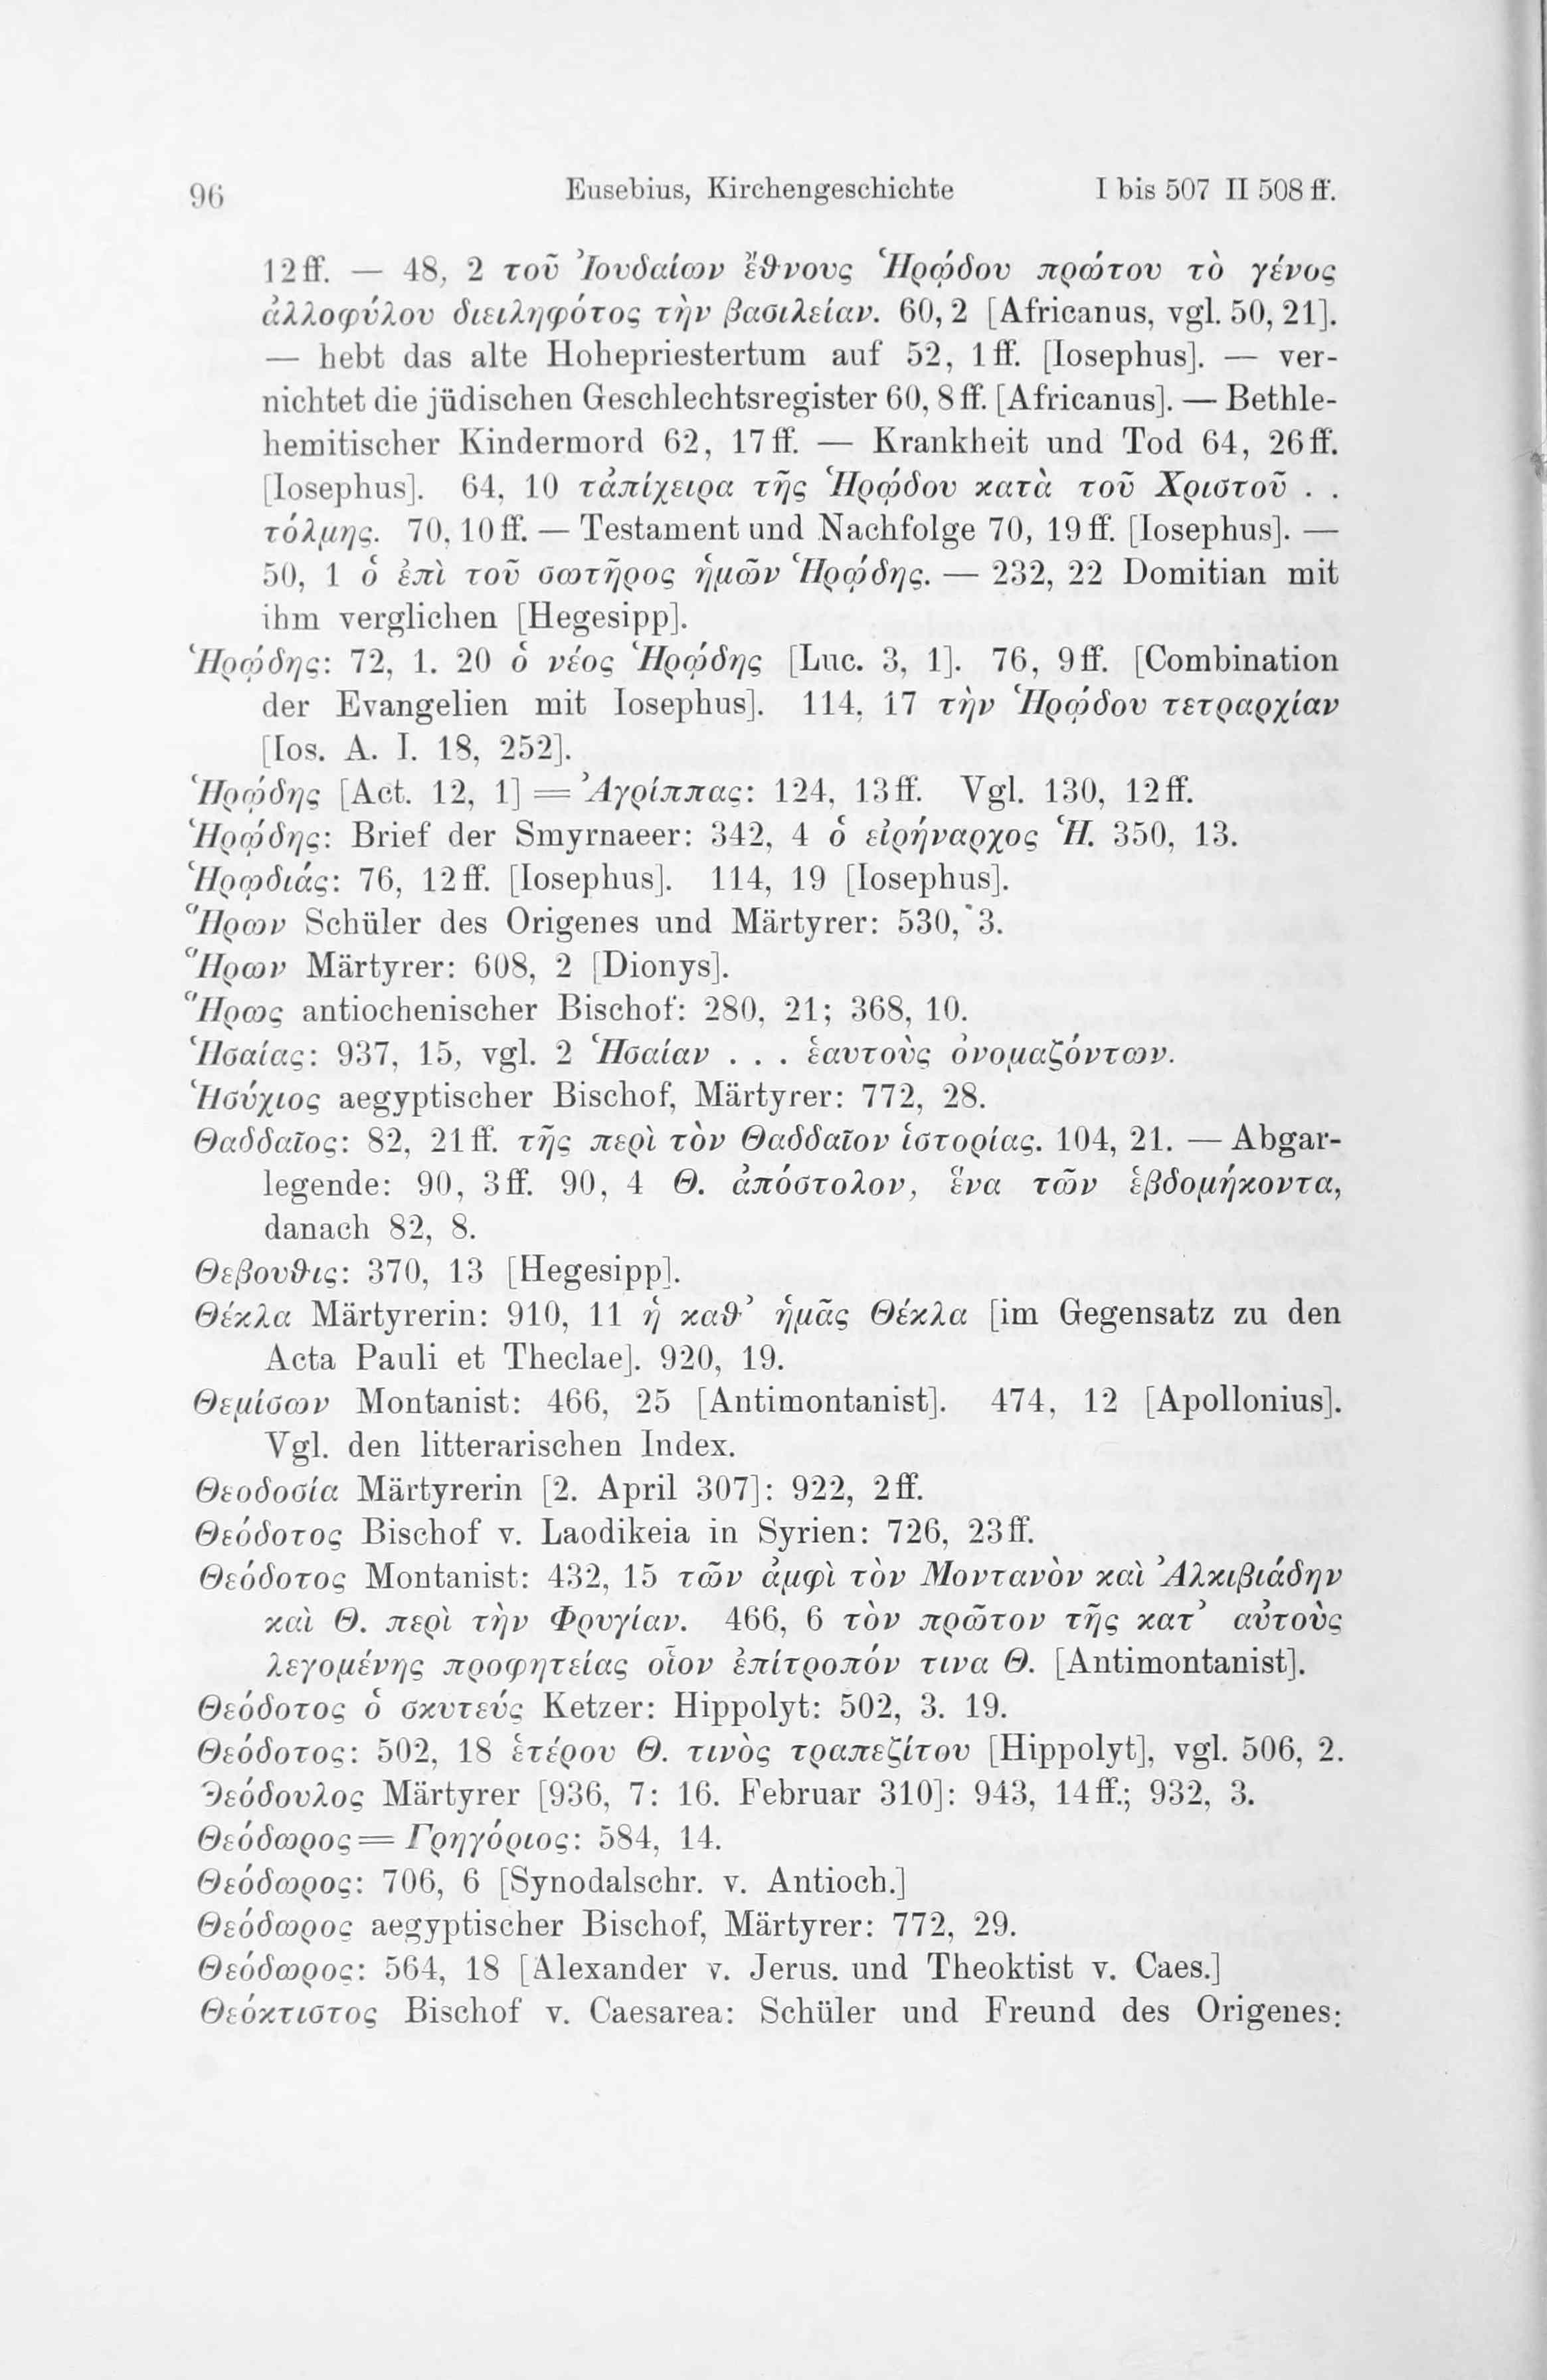 96 Eusebius, Kirchengeschichte I bis 507 II 508 ff.
12 ff. — 48, 2 τοῦ Ἰουδαίων ἔθνους Ἡρῴδου πρώτου τὸ γένος
ἀλλοφύλου διειληφότος τὴν βασιλείαν. 60, 2 [Africanus, vgl. 50, 21].
— hebt das alte Hohepriestertum auf 52, 1 ff. [Iosephus]. — ver-
nichtet die jüdischen Geschlechtsregister 60, 8 ff. [Africanus]. — Bethle-
hemitischer Kindermord 62, 17 ff. — Krankheit und Tod 64, 26 ff.
[Iosephus]. 64, 10 τἀπίχειρα τῆς Ἡρῴδου κατὰ τοῦ Χριστοῦ . .
τόλμης. 70, 10 ff. — Testament und Nachfolge 70, 19 ff. [Iosephus]. —
50, 1 ὁ ἐπὶ τοῦ σωτῆρος ἡμῶν Ἡρῴδης. — 232, 22 Domitian mit
ihm verglichen [Hegesipp].
Ἡρῴδης: 72, 1. 20 ὁ νέος Ἡρῴδης [Luc. 3, 1]. 76, 9 ff. [Combination
der Evangelien mit Iosephus]. 114, 17 τὴν Ἡρῴδου τετραρχίαν
[Ios. A. I. 18, 252].
Ἡρῴδης [Act. 12, 1] = Ἀγρίππας: 124, 13 ff. Vgl. 130, 12 ff.
Ἡρῴδης: Brief der Smyrnaeer: 342, 4 ὁ εἰρήναρχος Ἡ. 350, 13.
Ἡρῳδιάς: 76, 12 ff. [Iosephus]. 114, 19 [Iosephus].
Ἥρων Schüler des Origenes und Märtyrer: 530, 3.
Ἥρων Märtyrer: 608, 2 [Dionys].
Ἥρως antiochenischer Bischof: 280, 21; 368, 10.
Ἡσαίας: 937, 15, vgl. 2 Ἡσαίαν . . . ἑαυτοὺς ὀνομαζόντων.
Ἡσύχιος aegyptischer Bischof, Märtyrer: 772, 28.
Θαδδαῖος: 82, 21 ff. τῆς περὶ τὸν Θαδδαῖον ἱστορίας. 104, 21. — Abgar-
legende: 90, 3 ff. 90, 4 Θ. ἀπόστολον, ἕνα τῶν ἑβδομήκοντα,
danach 82, 8.
Θεβουθις: 370, 13 [Hegesipp].
Θέκλα Märtyrerin: 910, 11 ἡ καθ’ ἡμᾶς Θέκλα [im Gegensatz zu den
Acta Pauli et Theclae]. 920, 19.
Θεμίσων Montanist: 466, 25 [Antimontanist]. 474, 12 [Apollonius].
Vgl. den litterarischen Index.
Θεοδοσία Märtyrerin [2. April 307]: 922, 2 ff.
Θεόδοτος Bischof v. Laodikeia in Syrien: 726, 23 ff.
Θεόδοτος Montanist: 432, 15 τῶν ἀμφὶ τὸν Μοντανὸν καὶ Ἀλκιβιάδην
καὶ Θ. περὶ τὴν Φρυγίαν. 466, 6 τὸν πρῶτον τῆς κατ’ αὐτοὺς
λεγομένης προφητείας οἷον ἐπίτροπόν τινα Θ. [Antimontanist].
Θεόδοτος ὁ σκυτεύς Ketzer: Hippolyt: 502, 3. 19.
Θεόδοτος: 502, 18 ἑτέρου Θ. τινὸς τραπεζίτου [Hippolyt], vgl. 506, 2.
Θεόδουλος Märtyrer [936, 7: 16. Februar 310]: 943, 14 ff.; 932, 3.
Θεόδωρος = Γρηγόριος: 584, 14.
Θεόδωρος: 706, 6 [Synodalschr. v. Antioch.]
Θεόδωρος aegyptischer Bischof, Märtyrer: 772, 29.
Θεόδωρος: 564, 18 [Alexander v. Jerus. und Theoktist v. Caes.]
Θεόκτιστος Bischof v. Caesarea: Schüler und Freund des Origenes: